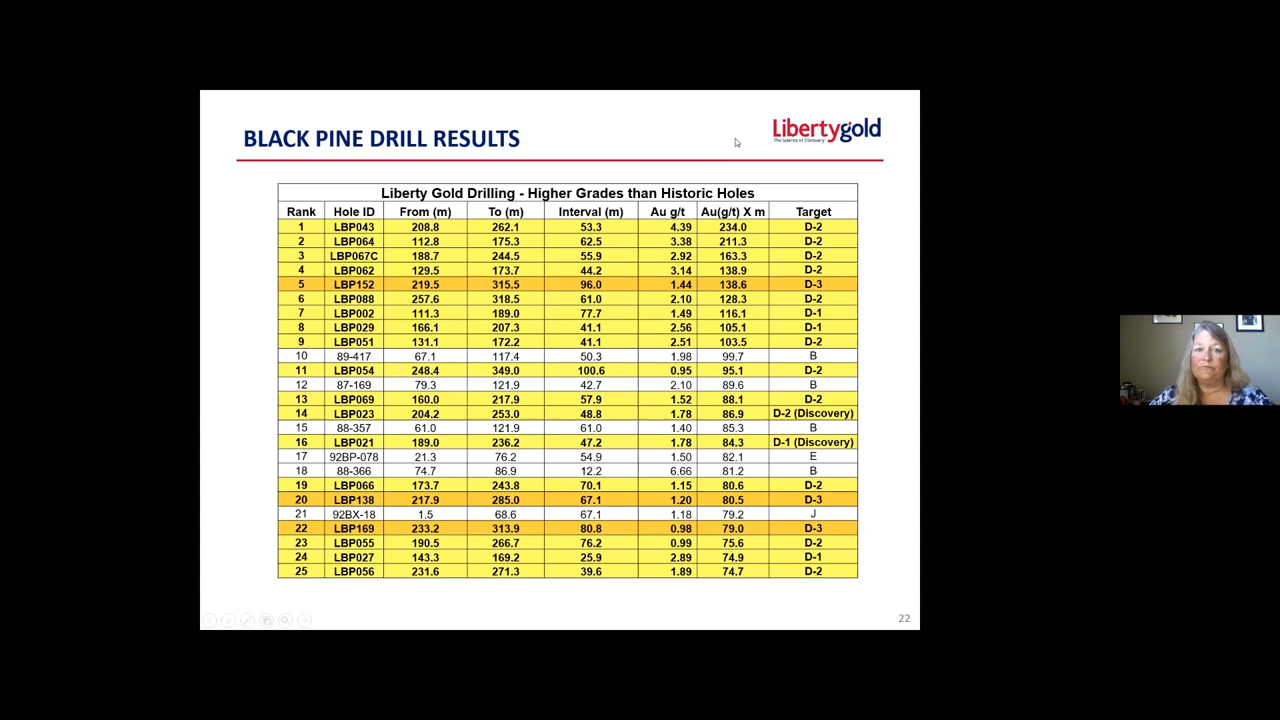 BLACK PINE DRILL RESULTS
Libertygold
The Science of Discovery
Liberty Gold Drilling - Higher Grades than Historic Holes
Rank Hole ID From (m) To (m) Interval (m) Au g/t Au(g/t) X m Target
1 LBP043 208.8 262.1 53.3 4.39 234.0 D-2
2 LBP064 112.8 175.3 62.5 3.38 211.3 D-2
3 LBP067C 188.7 244.5 55.9 2.92 163.3 D-2
4 LBP062 129.5 173.7 44.2 3.14 138.9 D-2
5 LBP152 219.5 315.5 96.0 1.44 138.6 D-3
6 LBP088 257.6 318.5 61.0 2.10 128.3 D-2
7 LBP002 111.3 189.0 77.7 1.49 116.1 D-1
8 LBP029 166.1 207.3 41.1 2.56 105.1 D-1
9 LBP051 131.1 172.2 41.1 2.51 103.5 D-2
10 89-417 67.1 117.4 50.3 1.98 99.7 B
11 LBP054 248.4 349.0 100.6 0.95 95.1 D-2
12 87-169 79.3 121.9 42.7 2.10 89.6 B
13 LBP069 160.0 217.9 57.9 1.52 88.1 D-2
14 LBP023 204.2 253.0 48.8 1.78 86.9 D-2 (Discovery)
15 88-357 61.0 121.9 61.0 1.40 85.3 B
16 LBP021 189.0 236.2 47.2 1.78 84.3 D-1 (Discovery)
17 92BP-078 21.3 76.2 54.9 1.50 82.1 E
18 88-366 74.7 86.9 12.2 6.66 81.2 B
19 LBP066 173.7 243.8 70.1 1.15 80.6 D-2
20 LBP138 217.9 285.0 67.1 1.20 80.5 D-3
21 92BX-18 1.5 68.6 67.1 1.18 79.2 J
22 LBP169 233.2 313.9 80.8 0.98 79.0 D-3
23 LBP055 190.5 266.7 76.2 0.99 75.6 D-2
24 LBP027 143.3 169.2 25.9 2.89 74.9 D-1
25 LBP056 231.6 271.3 39.6 1.89 74.7 D-2
22